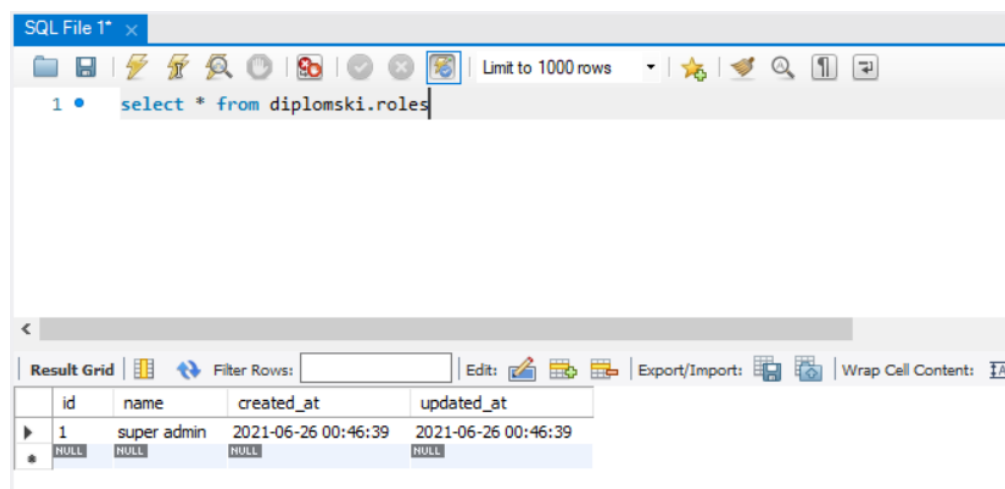 SQL File 1*
Limit to 1000 rows
1 select * from diplomski.roles
Result Grid Filter Rows: Edit: Export/Import: Wrap Cell Content:
id name created_at updated_at
1 super admin 2021-06-26 00:46:39 2021-06-26 00:46:39
NULL NULL NULL NULL